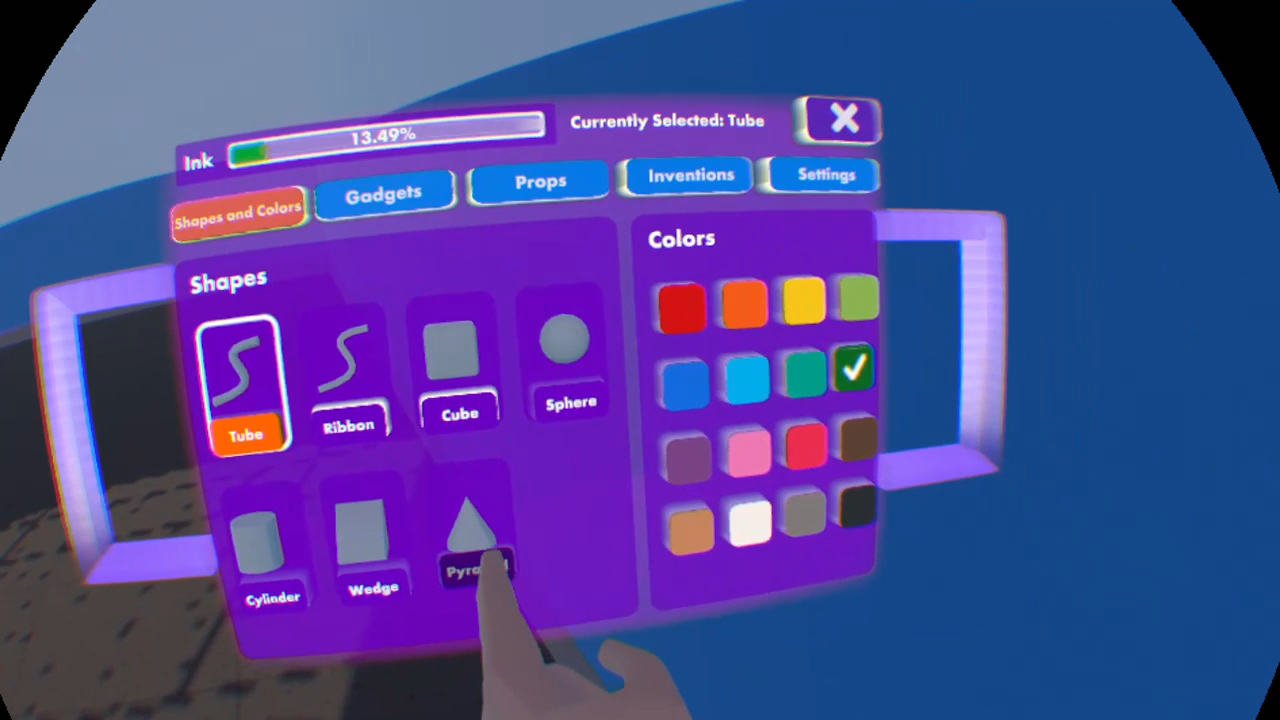 Ink
13.49%
Currently Selected: Tube
Shapes and Colors
Gadgets
Props
Inventions
Settings
Shapes
Colors
Tube
Ribbon
Cube
Sphere
Cylinder
Wedge